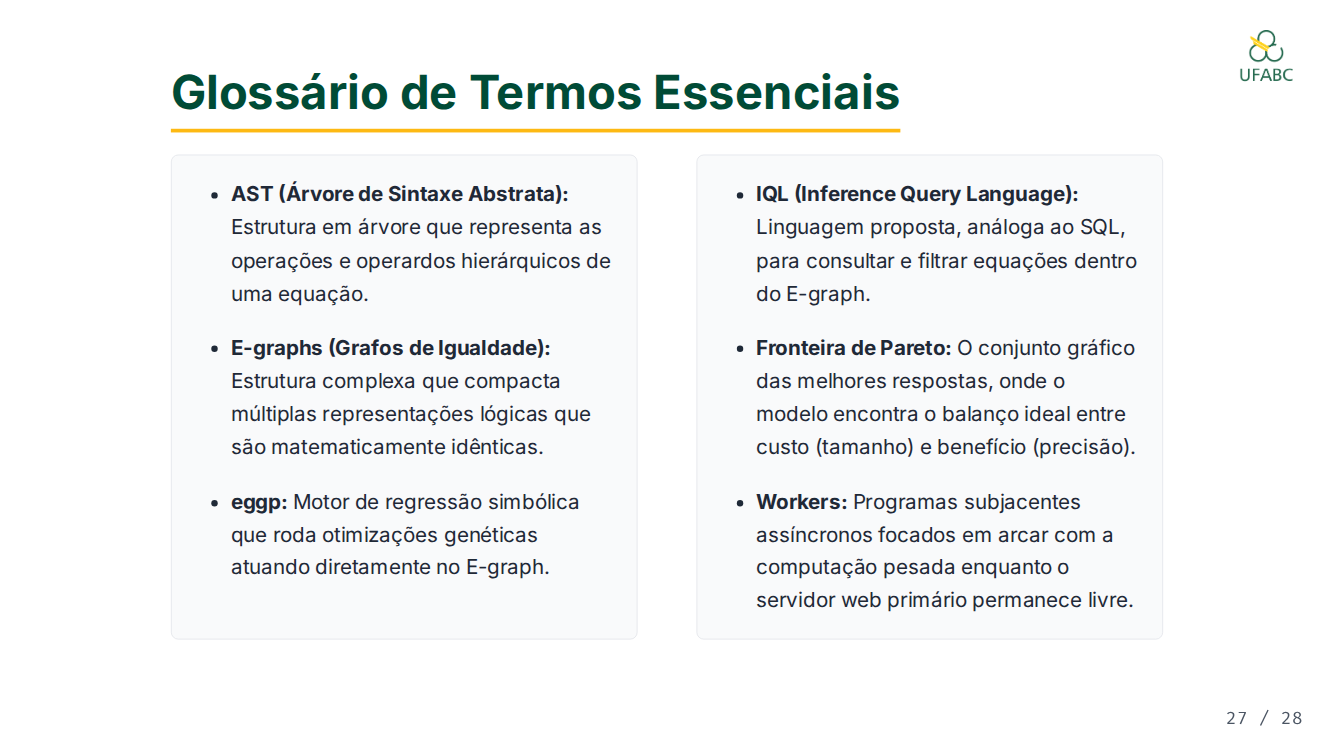 UFABC
Glossário de Termos Essenciais
• AST (Árvore de Sintaxe Abstrata):
Estrutura em árvore que representa as
operações e operardos hierárquicos de
uma equação.
• E-graphs (Grafos de Igualdade):
Estrutura complexa que compacta
múltiplas representações lógicas que
são matematicamente idênticas.
• eggp: Motor de regressão simbólica
que roda otimizações genéticas
atuando diretamente no E-graph.
• IQL (Inference Query Language):
Linguagem proposta, análoga ao SQL,
para consultar e filtrar equações dentro
do E-graph.
• Fronteira de Pareto: O conjunto gráfico
das melhores respostas, onde o
modelo encontra o balanço ideal entre
custo (tamanho) e benefício (precisão).
• Workers: Programas subjacentes
assíncronos focados em arcar com a
computação pesada enquanto o
servidor web primário permanece livre.
27 / 28